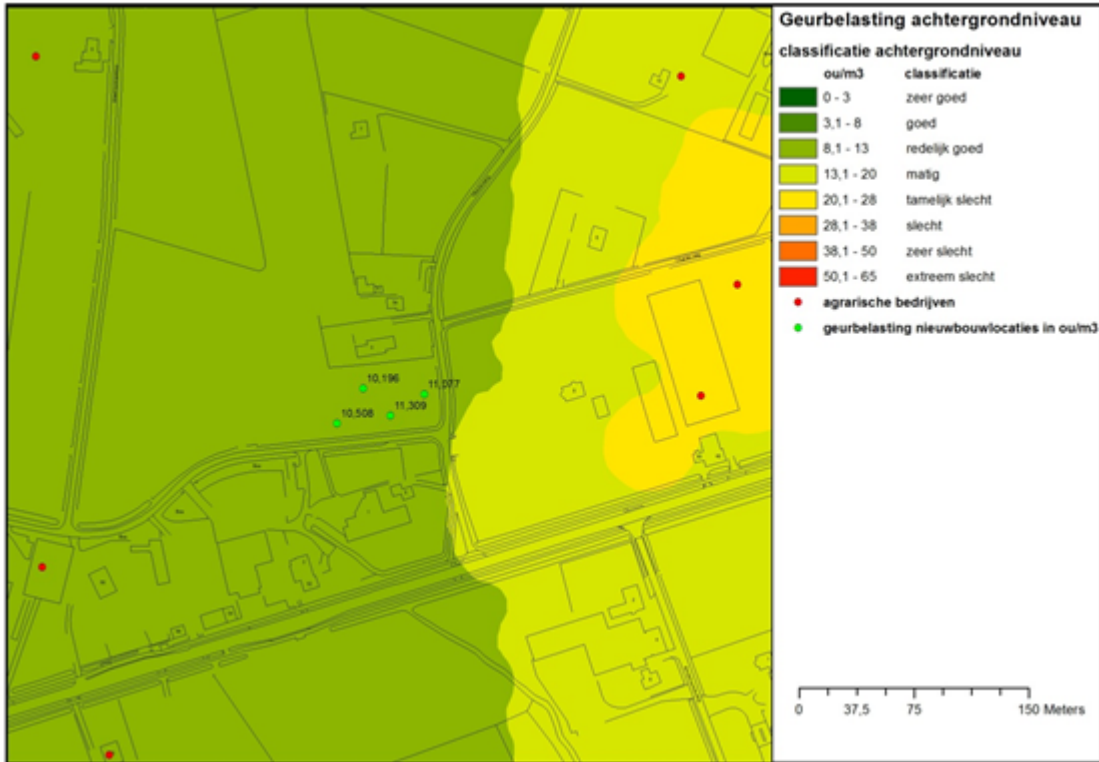 Geurbelasting achtergrondniveau
classificatie achtergrondniveau
ou/m3 classificatie
0 - 3 zeer goed
3,1 - 8 goed
8,1 - 13 redelijk goed
13,1 - 20 matig
20,1 - 28 tamelijk slecht
28,1 - 38 slecht
38,1 - 50 zeer slecht
50,1 - 65 extreem slecht
agrarische bedrijven
geurbelasting nieuwbouwlocaties in ou/m3
10,196
11,077
11,309
10,508
0 37,5 75 150 Meters